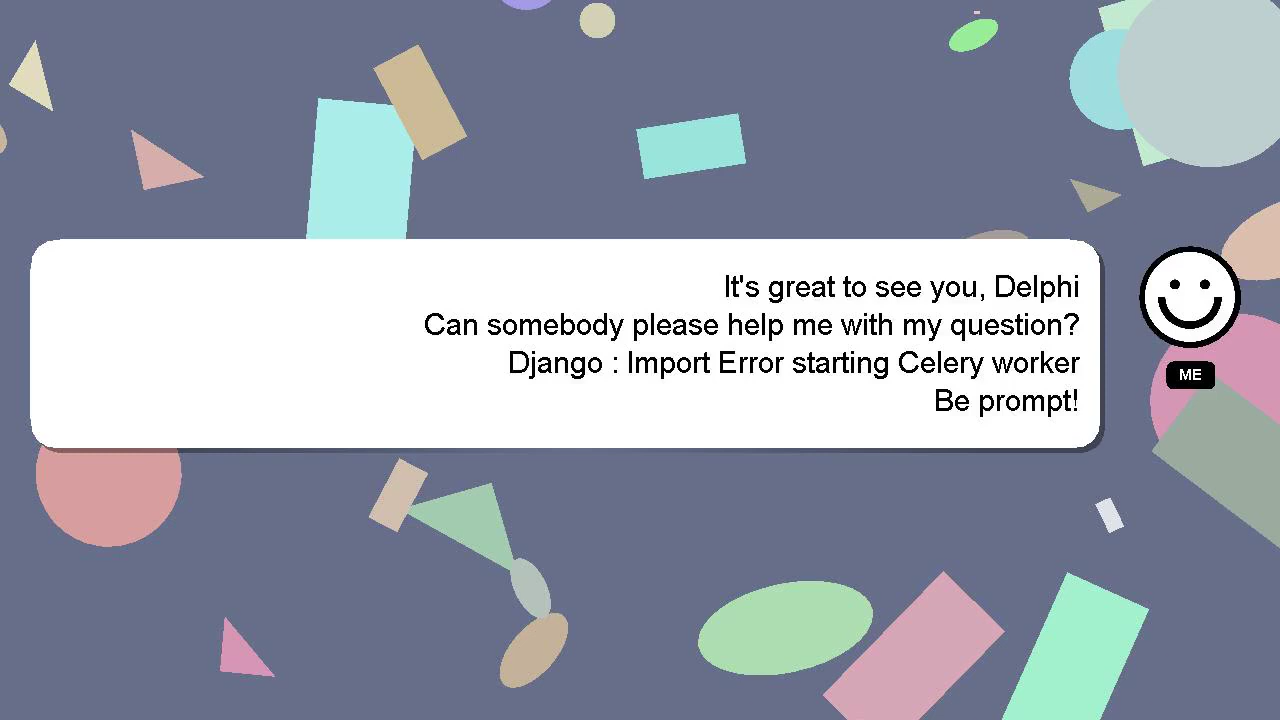 It's great to see you, Delphi
Can somebody please help me with my question?
Django : Import Error starting Celery worker
Be prompt!
ME